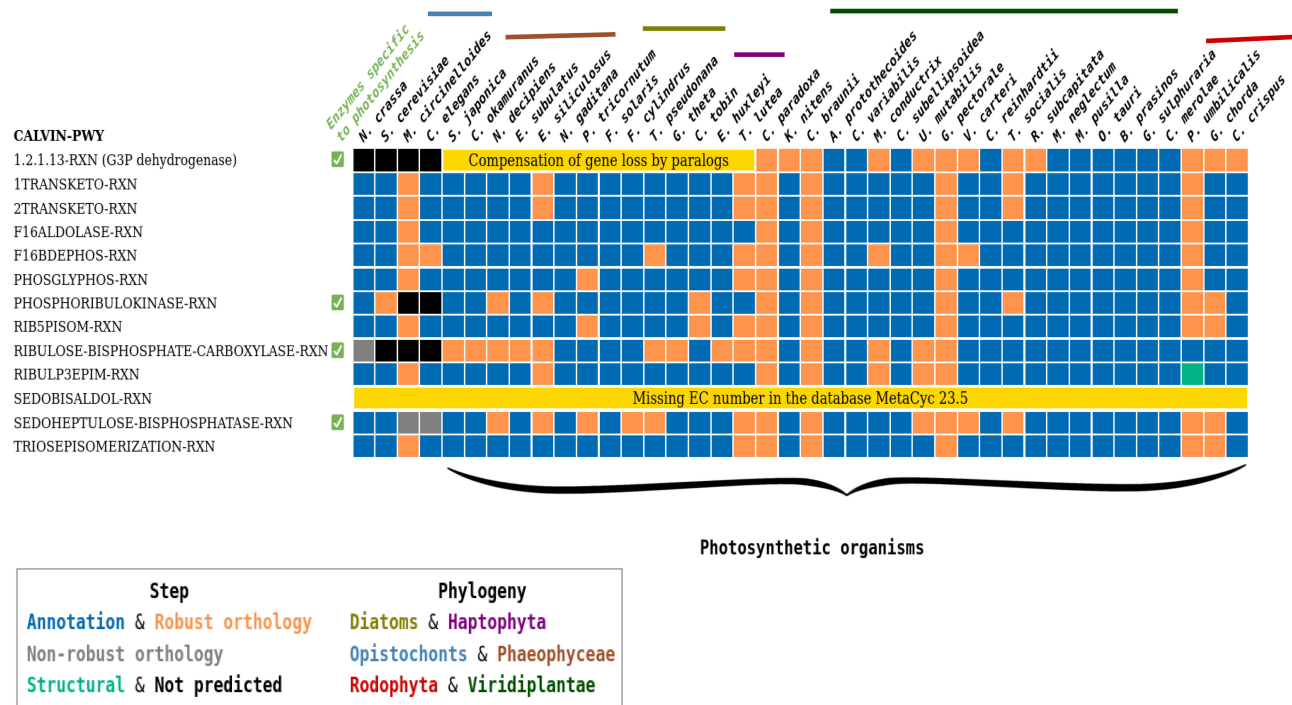 Enzymes specific
to photosynthesis
N. crassa
S. cerevisiae
M. circinelloides
C. elegans
S. japonica
C. okamuranus
N. decipiens
E. subulatus
E. siliculosus
N. gaditana
P. tricornutum
F. solaris
F. cylindrus
T. pseudonana
G. theta
C. tobin
E. huxleyi
T. lutea
C. paradoxa
K. nitens
C. braunii
A. protothecoides
C. variabilis
M. conductrix
C. subellipsoidea
U. mutabilis
G. pectorale
V. carteri
C. reinhardtii
T. socialis
R. subcapitata
M. neglectum
M. pusilla
O. tauri
B. prasinos
G. sulphuraria
C. merolae
P. umbilicalis
G. chorda
C. crispus
CALVIN-PWY
1.2.1.13-RXN (G3P dehydrogenase)
Compensation of gene loss by paralogs
1TRANSKETO-RXN
2TRANSKETO-RXN
F16ALDOLASE-RXN
F16BDEPHOS-RXN
PHOSGLYPHOS-RXN
PHOSPHORIBULOKINASE-RXN
RIB5PISOM-RXN
RIBULOSE-BISPHOSPHATE-CARBOXYLASE-RXN
RIBULP3EPIM-RXN
SEDOBISALDOL-RXN
Missing EC number in the database MetaCyc 23.5
SEDOHEPTULOSE-BISPHOSPHATASE-RXN
TRIOSEPISOMERIZATION-RXN
Photosynthetic organisms
Step
Annotation & Robust orthology
Non-robust orthology
Structural & Not predicted
Phylogeny
Diatoms & Haptophyta
Opistochonts & Phaeophyceae
Rodophyta & Viridiplantae